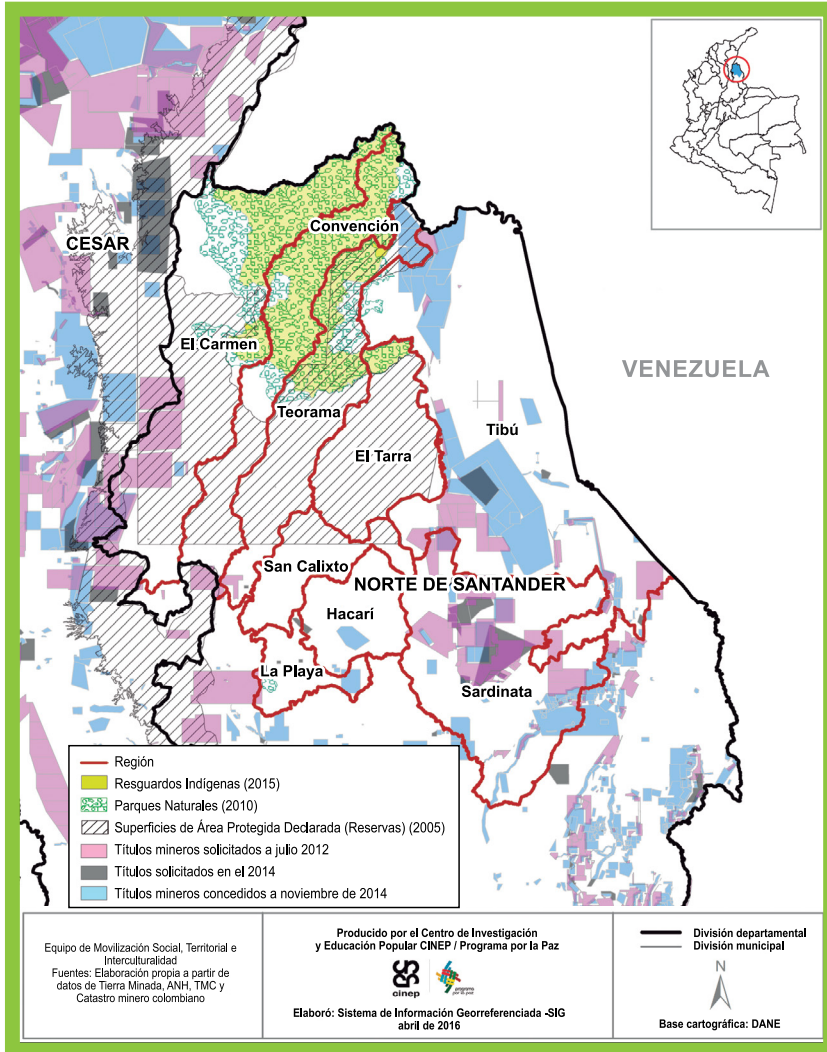 Convención
CESAR
El Carmen
VENEZUELA
Teorama
Tibú
El Tarra
San Calixto
NORTE DE SANTANDER
Hacarí
La Playa
Sardinata
Región
Resguardos Indígenas (2015)
Parques Naturales (2010)
Superficies de Área Protegida Declarada (Reservas) (2005)
Títulos mineros solicitados a julio 2012
Títulos solicitados en el 2014
Títulos mineros concedidos a noviembre de 2014
Equipo de Movilización Social, Territorial e
Interculturalidad
Fuentes: Elaboración propia a partir de
datos de Tierra Minada, ANH, TMC y
Catastro minero colombiano
Producido por el Centro de Investigación
y Educación Popular CINEP / Programa por la Paz
cinep
programa
por la paz
Elaboró: Sistema de Información Georreferenciada -SIG
abril de 2016
División departamental
División municipal
N
Base cartográfica: DANE